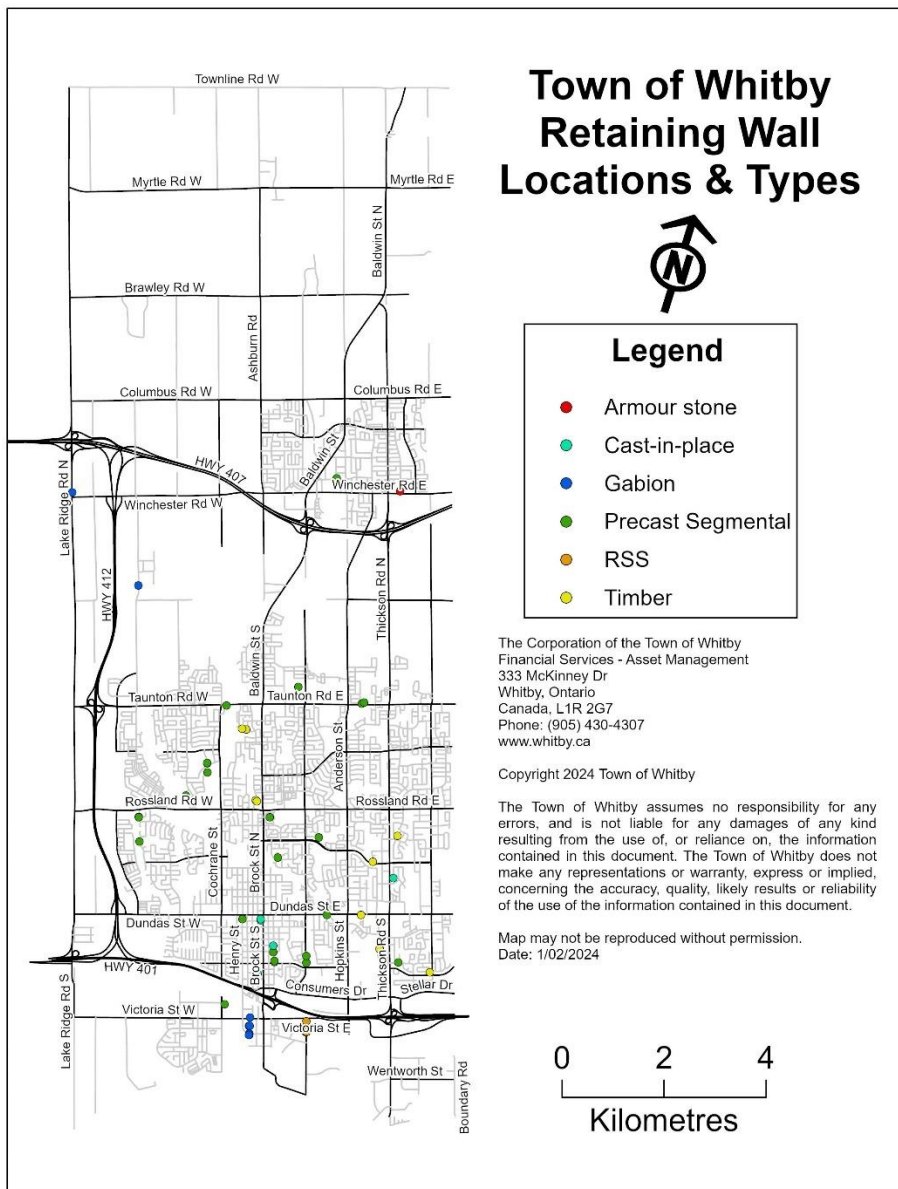 Town of Whitby
Retaining Wall
Locations & Types
N
Legend
Armour stone
Cast-in-place
Gabion
Precast Segmental
RSS
Timber
The Corporation of the Town of Whitby
Financial Services - Asset Management
333 McKinney Dr
Whitby, Ontario
Canada, L1R 2G7
Phone: (905) 430-4307
www.whitby.ca
Copyright 2024 Town of Whitby
The Town of Whitby assumes no responsibility for any
errors, and is not liable for any damages of any kind
resulting from the use of, or reliance on, the information
contained in this document. The Town of Whitby does not
make any representations or warranty, express or implied,
concerning the accuracy, quality, likely results or reliability
of the use of the information contained in this document.
Map may not be reproduced without permission.
Date: 1/02/2024
0 2 4
Kilometres
Townline Rd W
Myrtle Rd W
Myrtle Rd E
Baldwin St N
Brawley Rd W
Ashburn Rd
Columbus Rd W
Columbus Rd E
Baldwin St
HWY 407
Lake Ridge Rd N
Winchester Rd E
Winchester Rd W
HWY 412
Thickson Rd N
Baldwin St S
Taunton Rd W
Taunton Rd E
Anderson St
Rossland Rd W
Rossland Rd E
Cochrane St
Brock St N
Dundas St E
Dundas St W
Henry St
Brock St S
Hopkins St
Thickson Rd S
HWY 401
Consumers Dr
Stellar Dr
Lake Ridge Rd S
Victoria St W
Victoria St E
Wentworth St
Boundary Rd